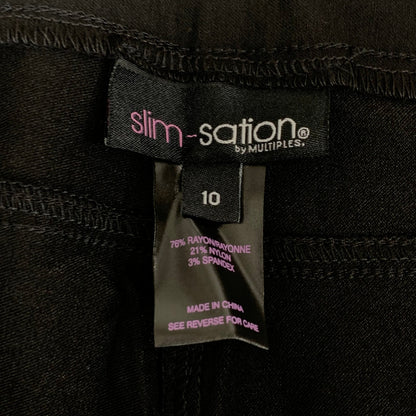 slim-sation®
by MULTIPLES.
10
76% RAYON/RAYONNE
21% NYLON
3% SPANDEX
MADE IN CHINA
SEE REVERSE FOR CARE